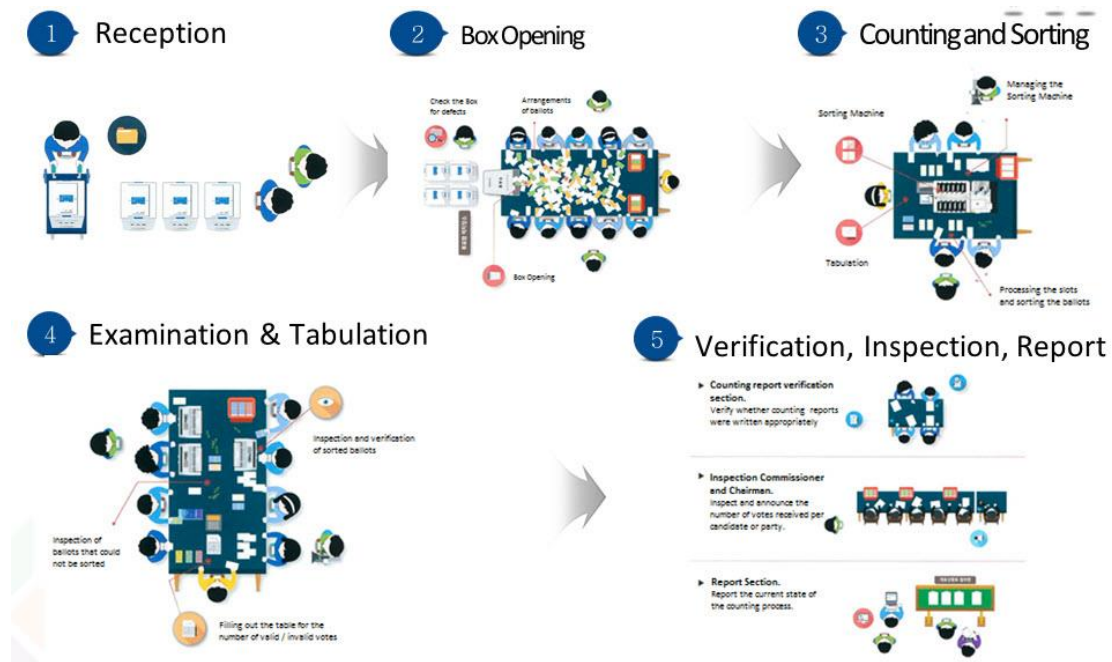 1 Reception
2 Box Opening
3 Counting and Sorting
Check the Box
for defects
Arrangements
of ballots
Box Opening
Managing the
Sorting Machine
Sorting Machine
Tabulation
Processing the slots
and sorting the ballots
4 Examination & Tabulation
Inspection and verification
of sorted ballots
Inspection of
ballots that could
not be sorted
Filling out the table for the
number of valid / invalid votes
5 Verification, Inspection, Report
▶ Counting report verification
section.
Verify whether counting reports
were written appropriately
▶ Inspection Commissioner
and Chairman.
Inspect and announce the
number of votes received per
candidate or party.
▶ Report Section.
Report the current state of
the counting process.